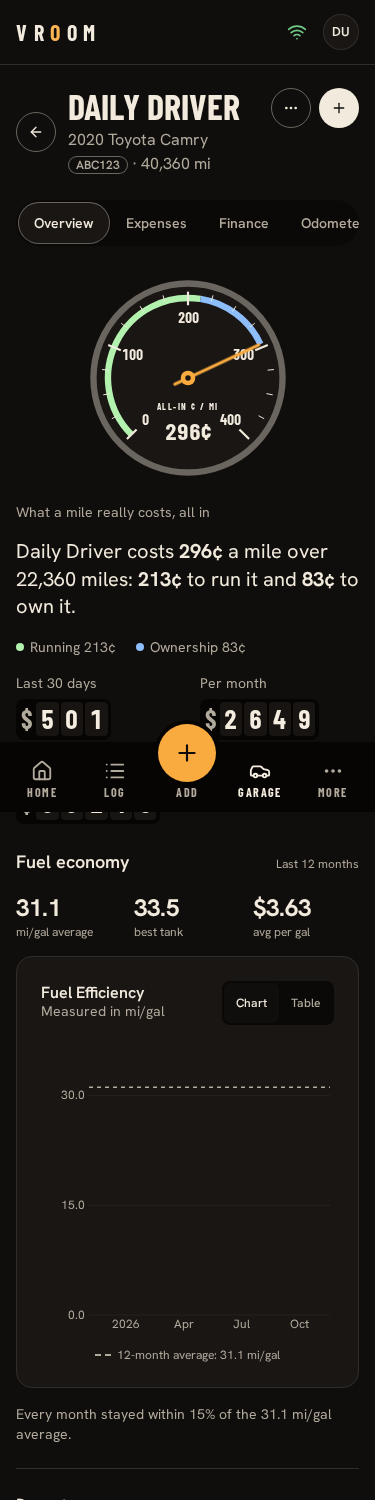 VROOM
DU
DAILY DRIVER
2020 Toyota Camry
ABC123 · 40,360 mi
Overview Expenses Finance Odomete
200
100 300
0 400
ALL-IN ¢ / MI
296¢
What a mile really costs, all in
Daily Driver costs 296¢ a mile over
22,360 miles: 213¢ to run it and 83¢ to
own it.
Running 213¢ Ownership 83¢
Last 30 days Per month
$501 $2649
HOME LOG ADD GARAGE MORE
Fuel economy Last 12 months
31.1 33.5 $3.63
mi/gal average best tank avg per gal
Fuel Efficiency
Measured in mi/gal
Chart Table
30.0
15.0
0.0
2026 Apr Jul Oct
12-month average: 31.1 mi/gal
Every month stayed within 15% of the 31.1 mi/gal
average.